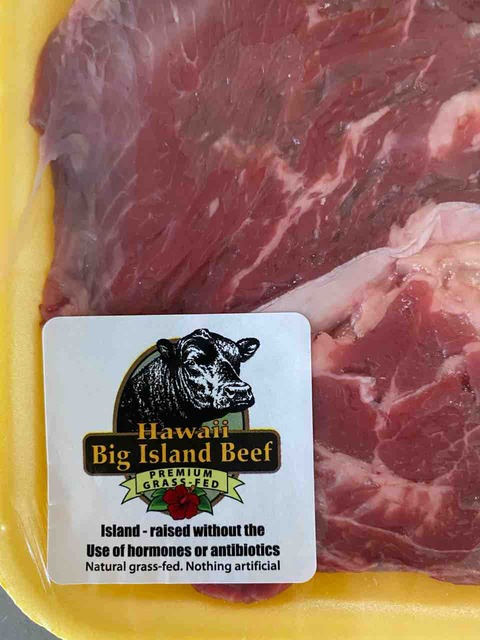 Hawaii
Big Island Beef
PREMIUM
GRASS-FED
Island - raised without the
Use of hormones or antibiotics
Natural grass-fed. Nothing artificial